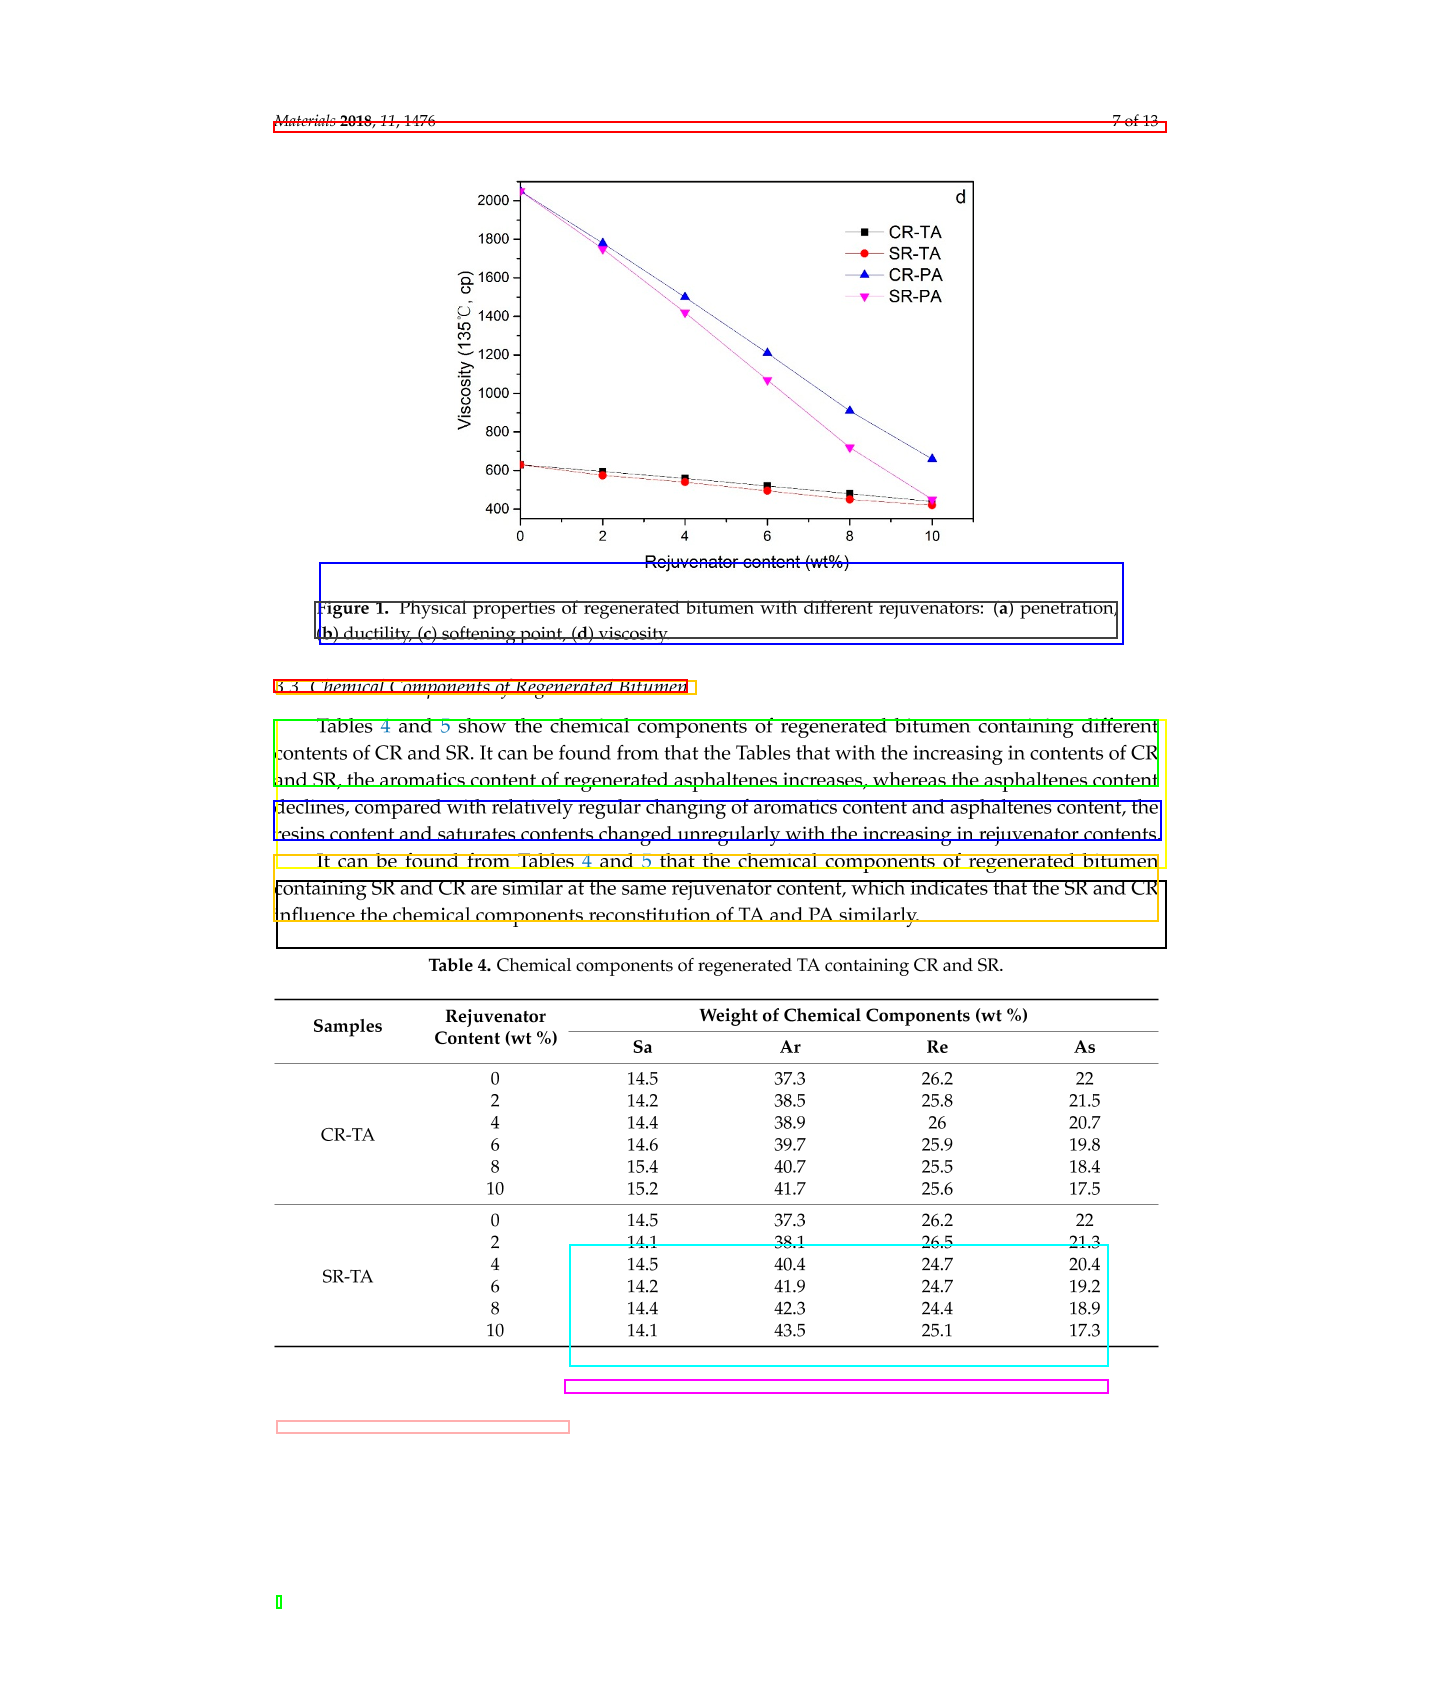 Materials 2018, 11, 1476 7 of 13
d
2000
1800
1600
1400
1200
1000
800
600
400
Viscosity (135℃, cp)
CR-TA
SR-TA
CR-PA
SR-PA
0 2 4 6 8 10
Rejuvenator content (wt%)
Figure 1. Physical properties of regenerated bitumen with different rejuvenators: (a) penetration,
(b) ductility, (c) softening point, (d) viscosity.
3.3. Chemical Components of Regenerated Bitumen
Tables 4 and 5 show the chemical components of regenerated bitumen containing different
contents of CR and SR. It can be found from that the Tables that with the increasing in contents of CR
and SR, the aromatics content of regenerated asphaltenes increases, whereas the asphaltenes content
declines, compared with relatively regular changing of aromatics content and asphaltenes content, the
resins content and saturates contents changed unregularly with the increasing in rejuvenator contents.
It can be found from Tables 4 and 5 that the chemical components of regenerated bitumen
containing SR and CR are similar at the same rejuvenator content, which indicates that the SR and CR
influence the chemical components reconstitution of TA and PA similarly.
Table 4. Chemical components of regenerated TA containing CR and SR.
Samples Rejuvenator Content (wt %) Weight of Chemical Components (wt %)
Sa Ar Re As
CR-TA
0 14.5 37.3 26.2 22
2 14.2 38.5 25.8 21.5
4 14.4 38.9 26 20.7
6 14.6 39.7 25.9 19.8
8 15.4 40.7 25.5 18.4
10 15.2 41.7 25.6 17.5
SR-TA
0 14.5 37.3 26.2 22
2 14.1 38.1 26.5 21.3
4 14.5 40.4 24.7 20.4
6 14.2 41.9 24.7 19.2
8 14.4 42.3 24.4 18.9
10 14.1 43.5 25.1 17.3